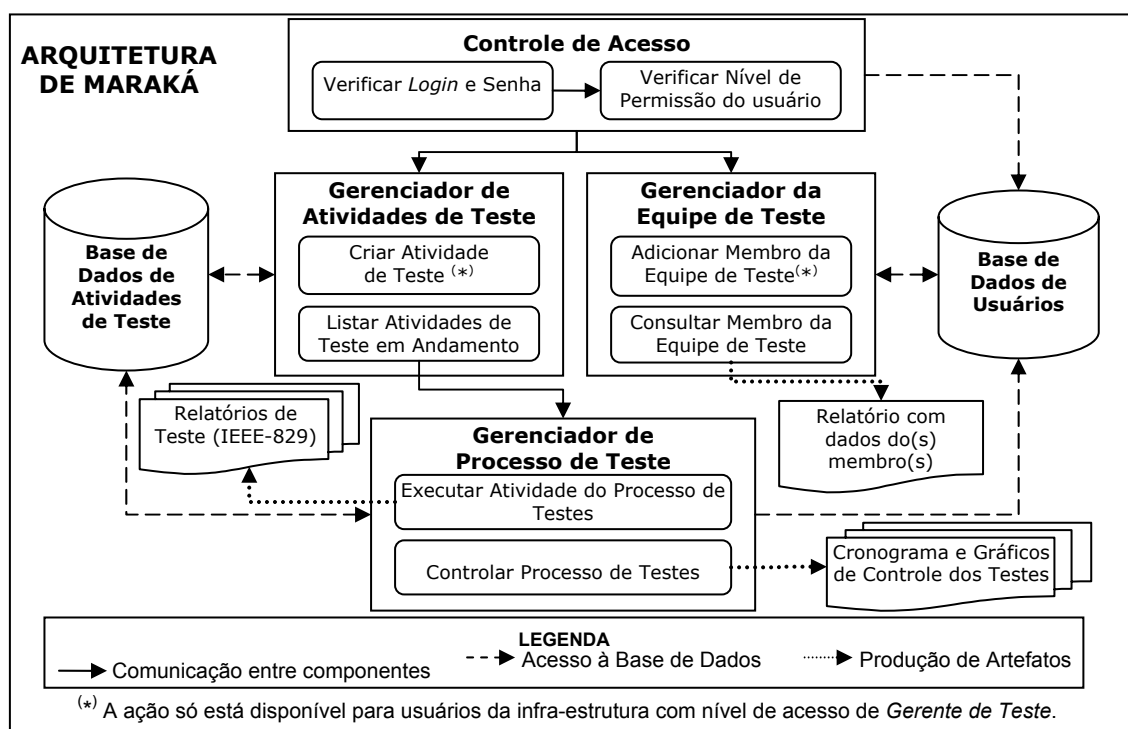 ARQUITETURA
DE MARAKÁ
Controle de Acesso
Verificar Login e Senha
Verificar Nível de
Permissão do usuário
Gerenciador de
Atividades de Teste
Criar Atividade
de Teste (*)
Listar Atividades de
Teste em Andamento
Gerenciador da
Equipe de Teste
Adicionar Membro da
Equipe de Teste(*)
Consultar Membro da
Equipe de Teste
Base de
Dados de
Atividades
de Teste
Base de
Dados de
Usuários
Relatórios de
Teste (IEEE-829)
Relatório com
dados do(s)
membro(s)
Gerenciador de
Processo de Teste
Executar Atividade do Processo de
Testes
Controlar Processo de Testes
Cronograma e Gráficos
de Controle dos Testes
LEGENDA
Comunicação entre componentes
Acesso à Base de Dados
Produção de Artefatos
(*) A ação só está disponível para usuários da infra-estrutura com nível de acesso de Gerente de Teste.